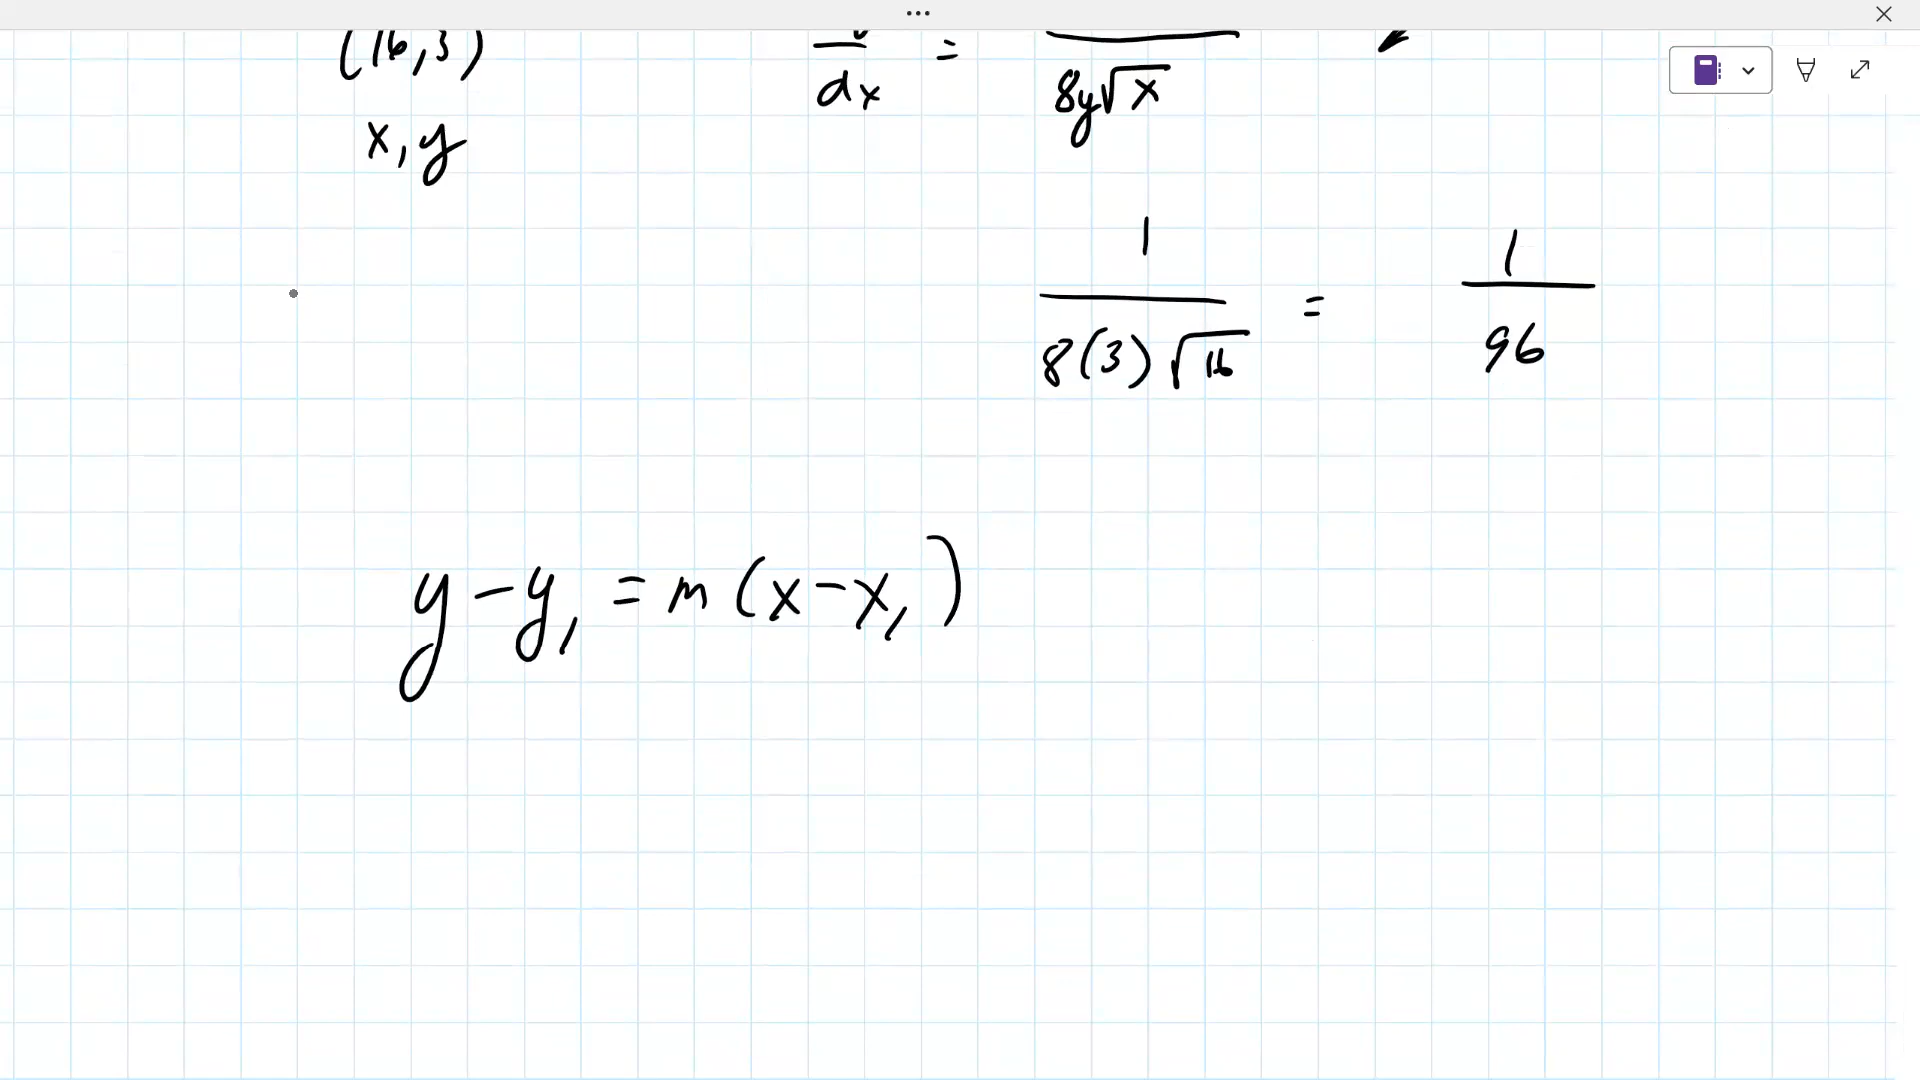 (16,3)
dx =
8y√x
x,y
1
8(3)√16
=
1
96
y-y₁=m(x-x₁)